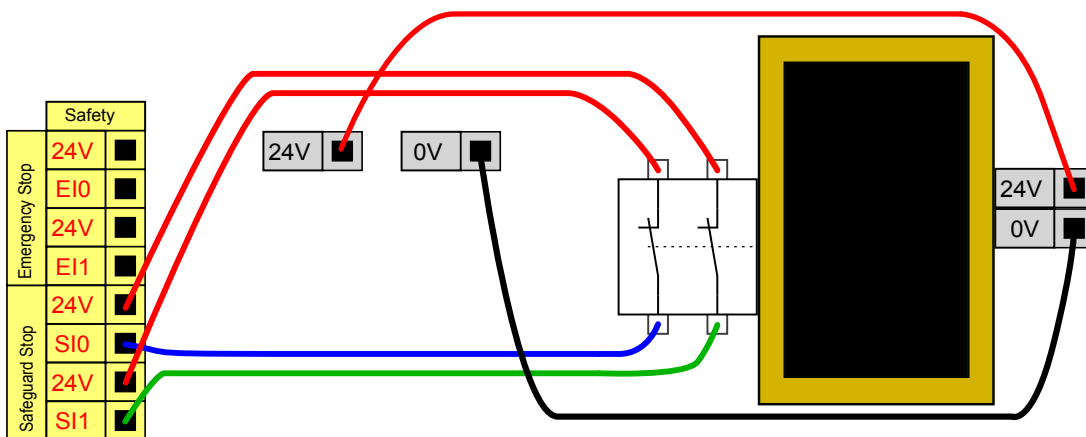 Safety
Emergency Stop
24V
EI0
24V
EI1
Safeguard Stop
24V
SI0
24V
SI1
24V
0V
24V
0V